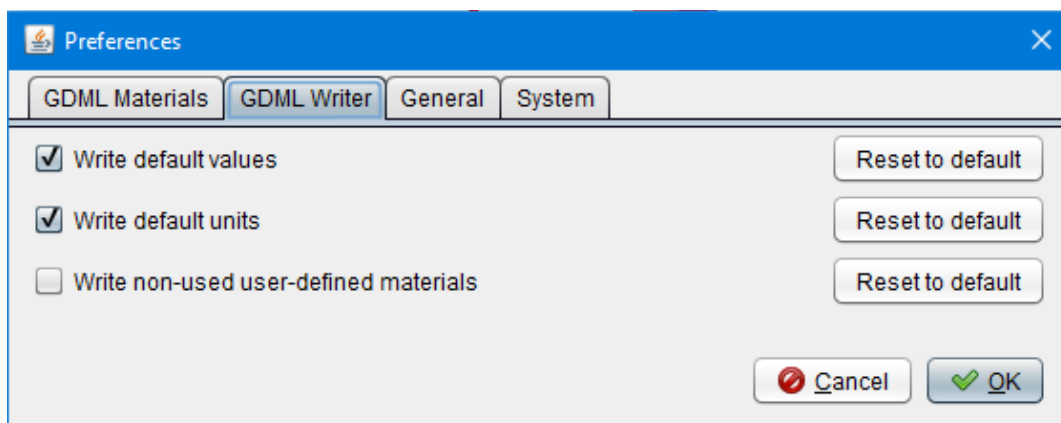 Preferences
GDML Materials GDML Writer General System
Write default values Reset to default
Write default units Reset to default
Write non-used user-defined materials Reset to default
Cancel OK